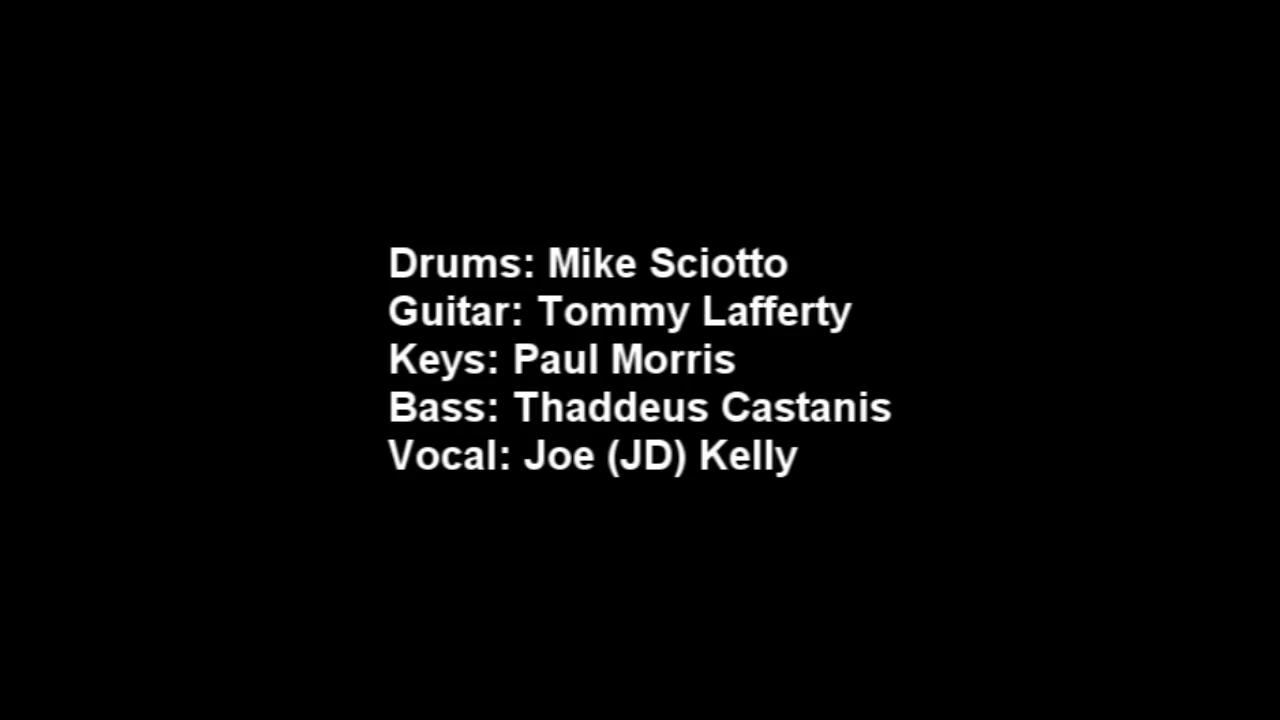 Drums: Mike Sciotto
Guitar: Tommy Lafferty
Keys: Paul Morris
Bass: Thaddeus Castanis
Vocal: Joe (JD) Kelly